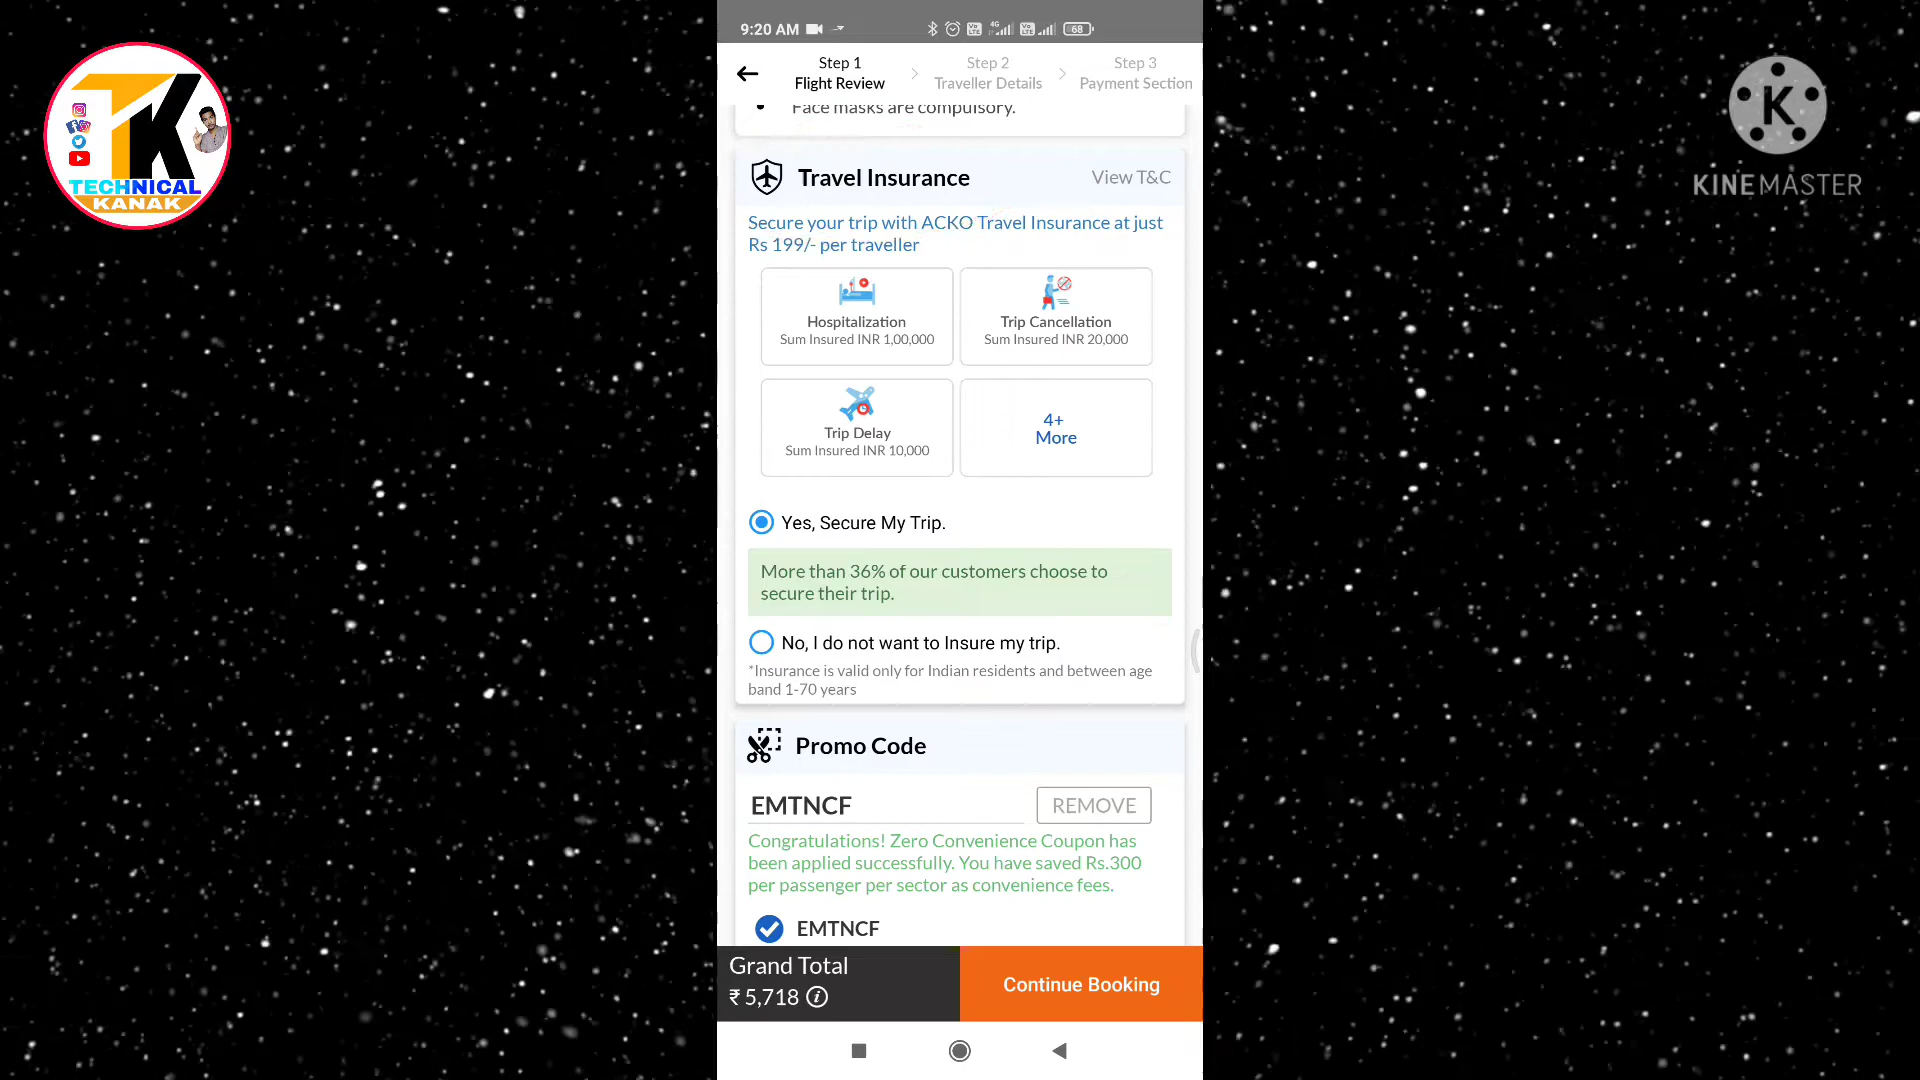 9:20 AM
4G
68
Step 1
Flight Review
Step 2
Traveller Details
Step 3
Payment Section
Face masks are compulsory.
Travel Insurance
View T&C
Secure your trip with ACKO Travel Insurance at just
Rs 199/- per traveller
Hospitalization
Sum Insured INR 1,00,000
Trip Cancellation
Sum Insured INR 20,000
Trip Delay
Sum Insured INR 10,000
4+
More
Yes, Secure My Trip.
More than 36% of our customers choose to
secure their trip.
No, I do not want to Insure my trip.
*Insurance is valid only for Indian residents and between age
band 1-70 years
Promo Code
EMTNCF
REMOVE
Congratulations! Zero Convenience Coupon has
been applied successfully. You have saved Rs.300
per passenger per sector as convenience fees.
EMTNCF
Grand Total
₹ 5,718
Continue Booking
TK
TECHNICAL
KANAK
K
KINEMASTER